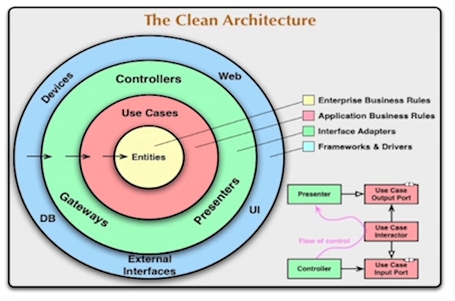 The Clean Architecture
Devices
Controllers
Web
Use Cases
Entities
DB
Gateways
Presenters
UI
External
Interfaces
Enterprise Business Rules
Application Business Rules
Interface Adapters
Frameworks & Drivers
Presenter
Use Case
Output Port
Use Case
Interactor
Flow of control
Controller
Use Case
Input Port